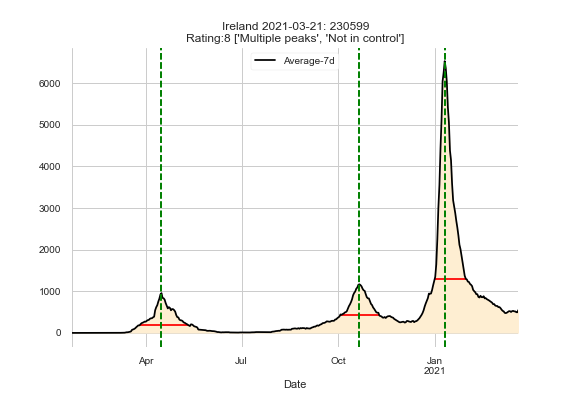 Ireland 2021-03-21: 230599
Rating:8 ['Multiple peaks', 'Not in control']
Average-7d
6000
5000
4000
3000
2000
1000
0
Apr
Jul
Oct
Jan
2021
Date